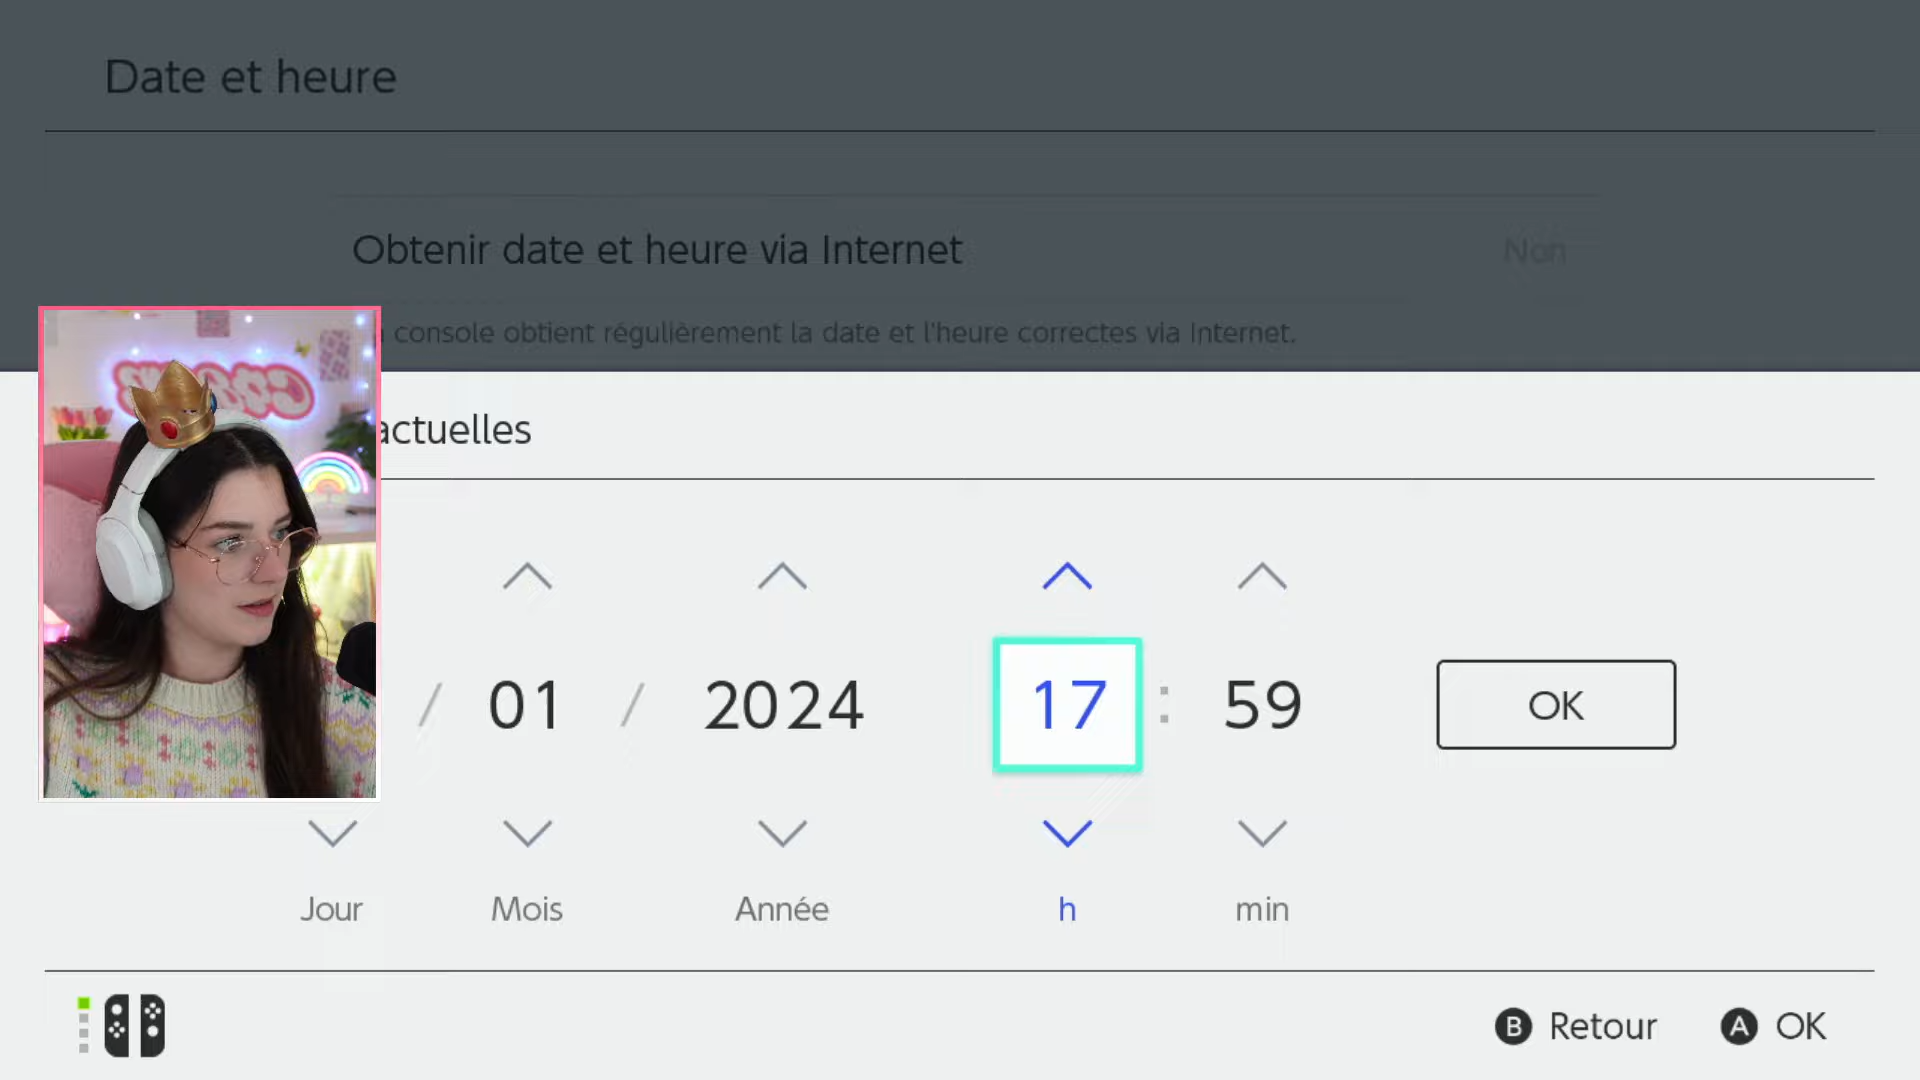 Date et heure
Obtenir date et heure via Internet
Non
console obtient régulièrement la date et l'heure correctes via Internet.
actuelles
/ 01 / 2024 17 : 59
OK
Jour Mois Année h min
B Retour A OK